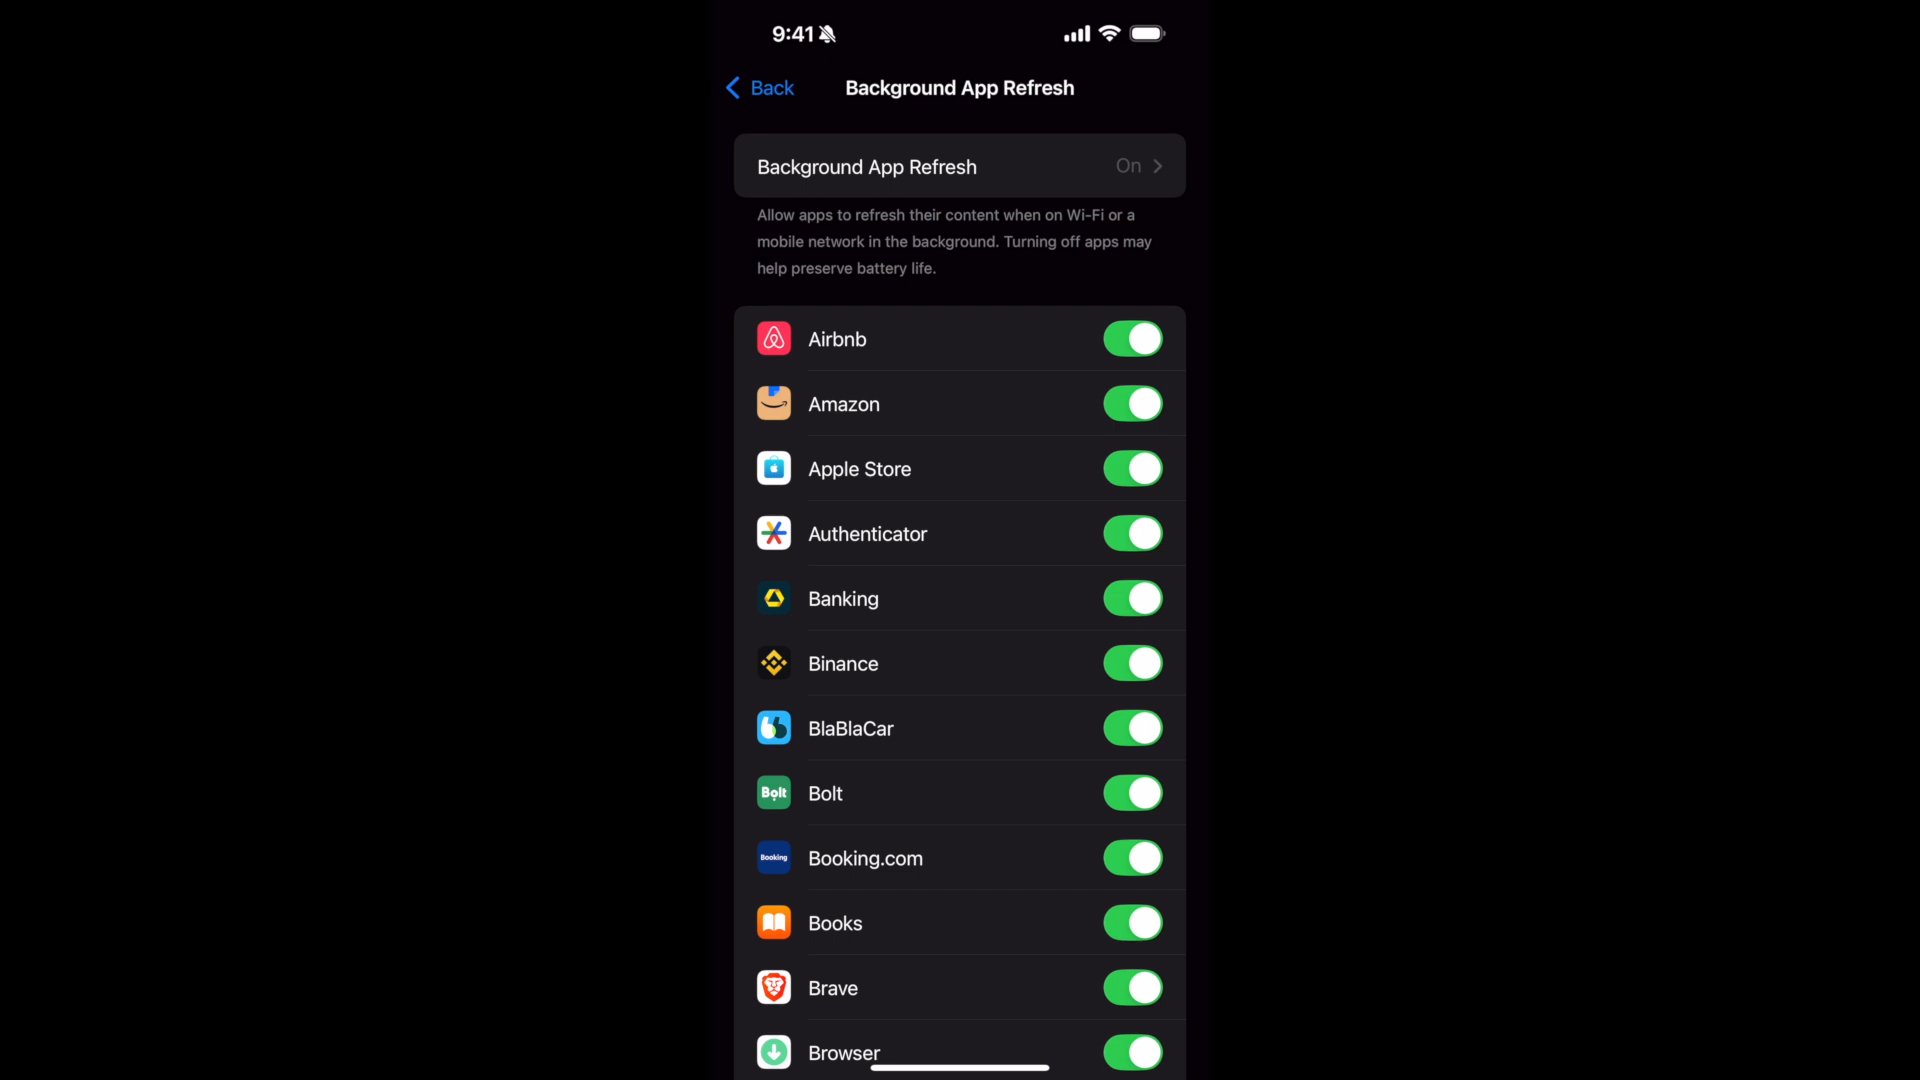 9:41
Back
Background App Refresh
Background App Refresh
On
Allow apps to refresh their content when on Wi-Fi or a
mobile network in the background. Turning off apps may
help preserve battery life.
Airbnb
Amazon
Apple Store
Authenticator
Banking
Binance
BlaBlaCar
Bolt
Bolt
Booking
Booking.com
Books
Brave
Browser